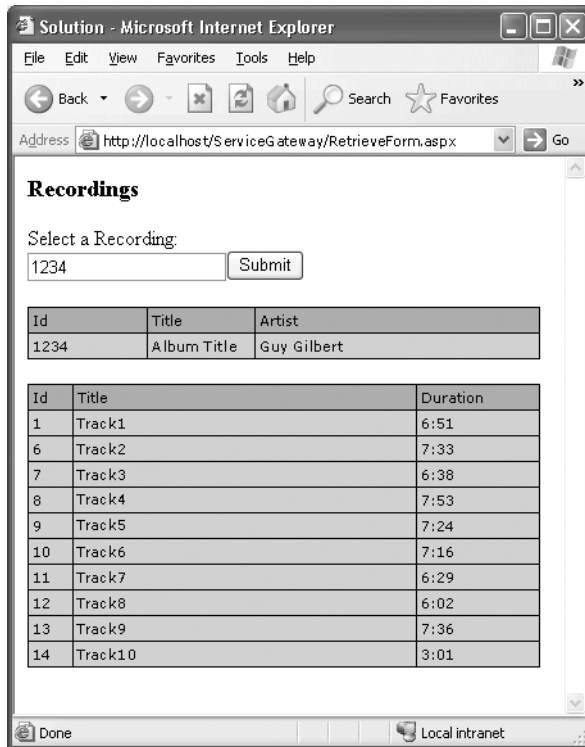 Solution - Microsoft Internet Explorer
File Edit View Favorites Tools Help
Back Search Favorites »
Address http://localhost/ServiceGateway/RetrieveForm.aspx Go
Recordings
Select a Recording:
1234 Submit
Id Title Artist
1234 Album Title Guy Gilbert
Id Title Duration
1 Track1 6:51
6 Track2 7:33
7 Track3 6:38
8 Track4 7:53
9 Track5 7:24
10 Track6 7:16
11 Track7 6:29
12 Track8 6:02
13 Track9 7:36
14 Track10 3:01
Done Local intranet